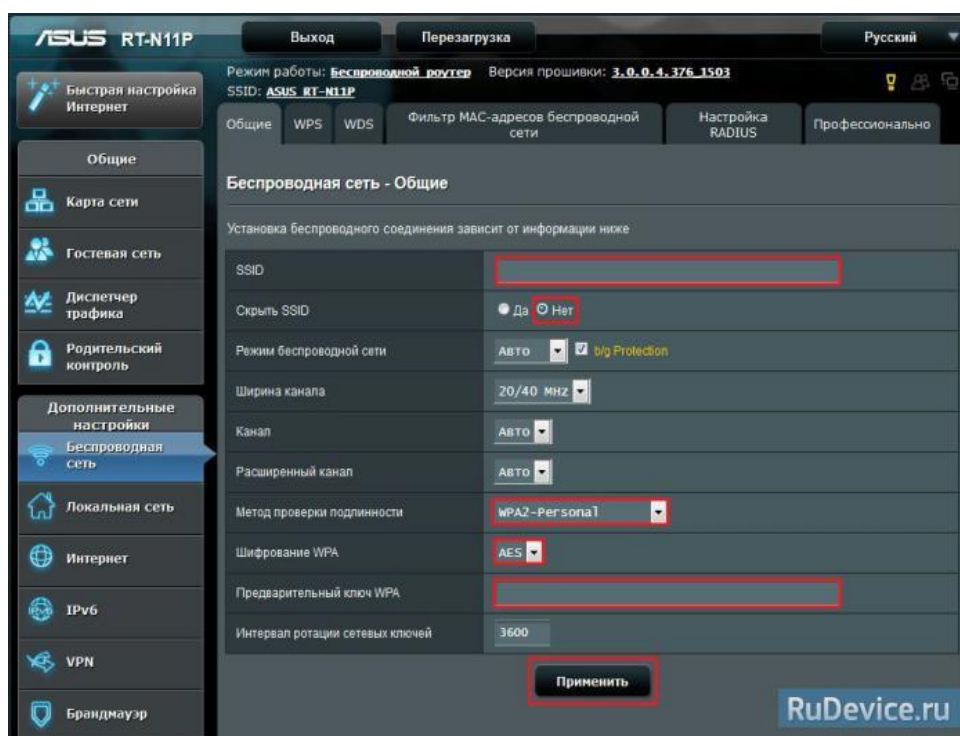 ASUS RT-N11P
Выход
Перезагрузка
Русский
Быстрая настройка
Интернет
Режим работы: Беспроводной роутер Версия прошивки: 3.0.0.4.376_1503
SSID: ASUS RT-N11P
Общие
WPS
WDS
Фильтр MAC-адресов беспроводной
сети
Настройка
RADIUS
Профессионально
Общие
Карта сети
Гостевая сеть
Диспетчер
трафика
Родительский
контроль
Дополнительные
настройки
Беспроводная
сеть
Локальная сеть
Интернет
IPv6
VPN
Брандмауэр
Беспроводная сеть - Общие
Установка беспроводного соединения зависит от информации ниже
SSID
Скрыть SSID Да Нет
Режим беспроводной сети Авто b/g Protection
Ширина канала 20/40 MHz
Канал Авто
Расширенный канал Авто
Метод проверки подлинности WPA2-Personal
Шифрование WPA AES
Предварительный ключ WPA
Интервал ротации сетевых ключей 3600
Применить
RuDevice.ru